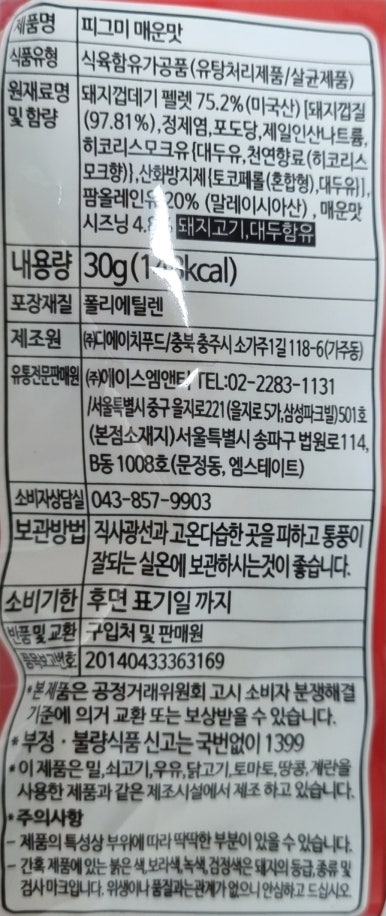 제품명 피그미 매운맛
식품유형 식육함유가공품(유탕처리제품/살균제품)
원재료명 돼지껍데기 펠렛 75.2%(미국산)[돼지껍질
및 함량 (97.81%),정제염,포도당,제일인산나트륨,
히코리스모크유{대두유,천연향료(히코리스
모크향)},산화방지제{토코페롤(혼합형),대두유}],
팜올레인유 20% (말레이시아산), 매운맛
시즈닝 돼지고기,대두함유
내용량 30g
포장재질 폴리에틸렌
제조원 ㈜디에이치푸드/충북 충주시 소가주1길 118-6(가주동)
유통전문판매원 ㈜에이스엠앤티/ TEL:02-2283-1131
/서울특별시 중구 을지로221(을지로5가,삼성파크빌)501호
(본점소재지)서울특별시 송파구 법원로114,
B동 1008호(문정동, 엠스테이트)
소비자상담실 043-857-9903
보관방법 직사광선과 고온다습한 곳을 피하고 통풍이
잘되는 실온에 보관하시는것이 좋습니다.
소비기한 후면 표기일 까지
반품 및 교환 구입처 및 판매원
품목보고번호 20140433363169
*본 제품은 공정거래위원회 고시 소비자 분쟁해결
기준에 의거 교환 또는 보상받을 수 있습니다.
* 부정 · 불량식품 신고는 국번없이 1399
*이 제품은 밀,쇠고기,우유,닭고기,토마토,땅콩,계란을
사용한 제품과 같은 제조시설에서 제조 하고 있습니다.
*주의사항
- 제품의 특성상 부위에 따라 딱딱한 부분이 있을 수 있습니다.
- 간혹 제품에 있는 붉은 색,보라색,녹색,검정색은 돼지의 등급,종류 및
검사 마크입니다. 위생이나 품질과는 관계가 없으니 안심하고 드십시오.